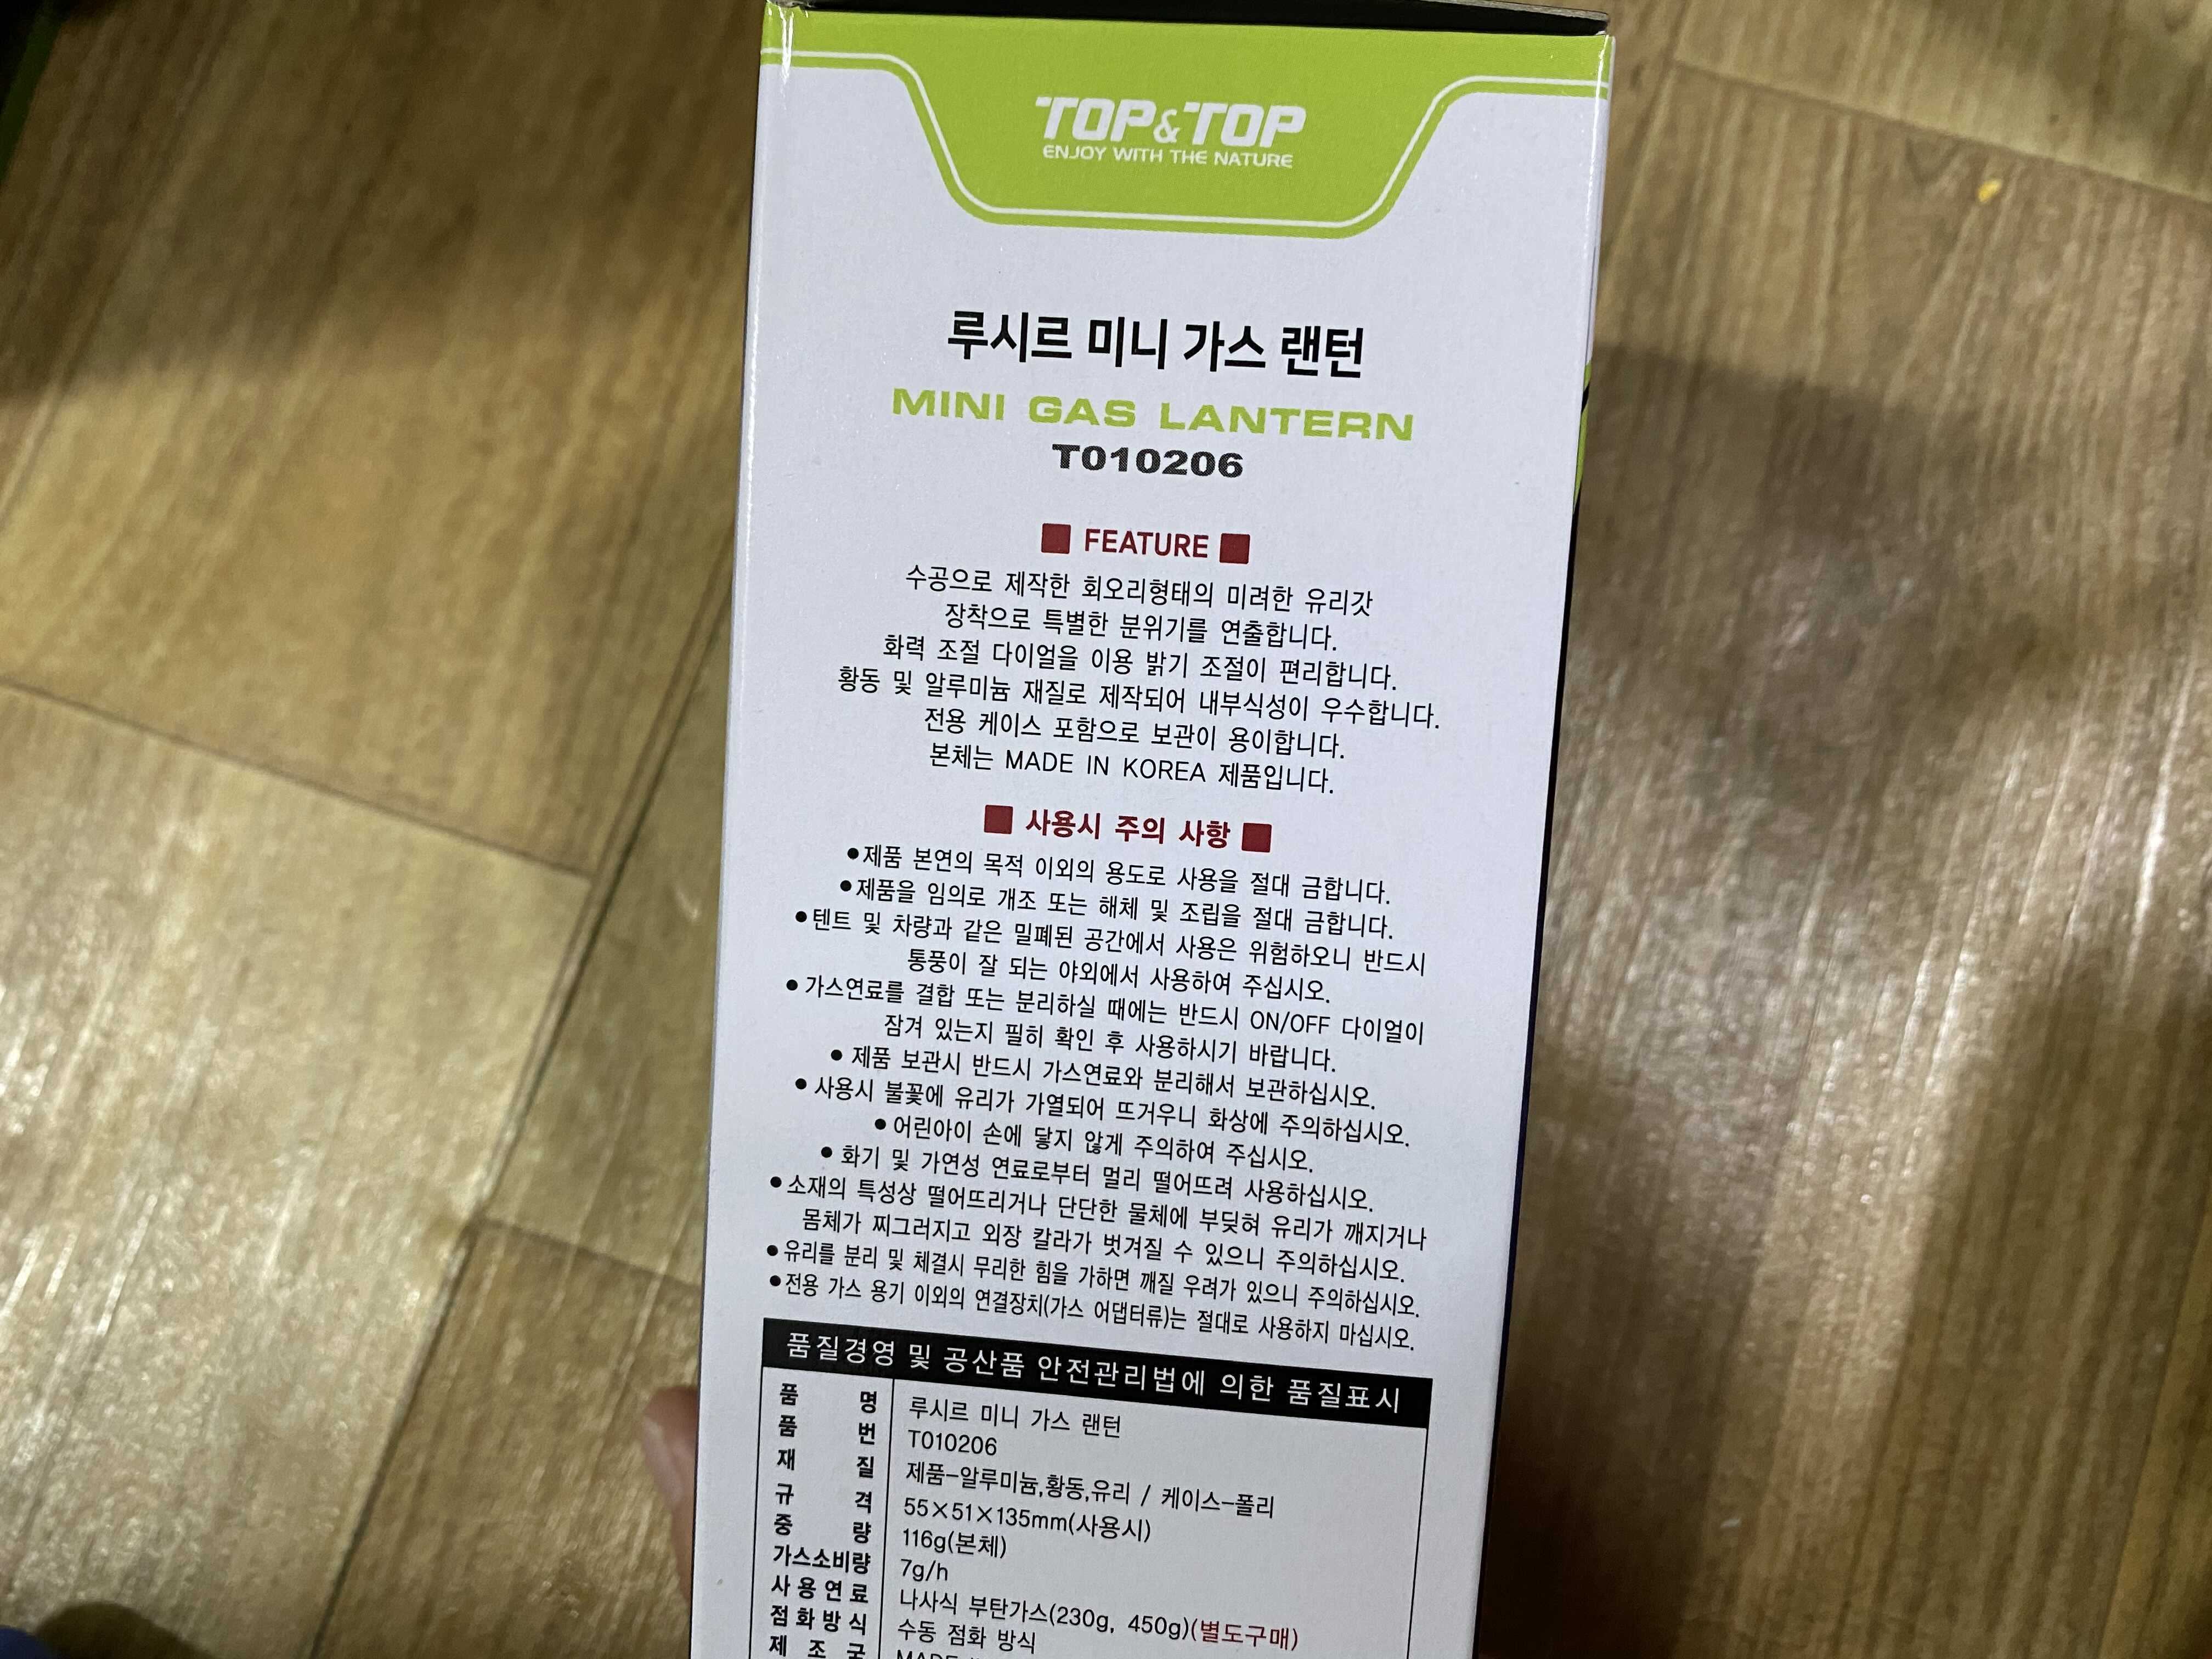 TOP&TOP
ENJOY WITH THE NATURE
루시르 미니 가스 랜턴
MINI GAS LANTERN
T010206
■ FEATURE ■
수공으로 제작한 회오리형태의 미려한 유리갓
장착으로 특별한 분위기를 연출합니다.
화력 조절 다이얼을 이용 밝기 조절이 편리합니다.
황동 및 알루미늄 재질로 제작되어 내부식성이 우수합니다.
전용 케이스 포함으로 보관이 용이합니다.
본체는 MADE IN KOREA 제품입니다.
■ 사용시 주의 사항 ■
●제품 본연의 목적 이외의 용도로 사용을 절대 금합니다.
●제품을 임의로 개조 또는 해체 및 조립을 절대 금합니다.
●텐트 및 차량과 같은 밀폐된 공간에서 사용은 위험하오니 반드시
통풍이 잘 되는 야외에서 사용하여 주십시오.
●가스연료를 결합 또는 분리하실 때에는 반드시 ON/OFF 다이얼이
잠겨 있는지 필히 확인 후 사용하시기 바랍니다.
● 제품 보관시 반드시 가스연료와 분리해서 보관하십시오.
● 사용시 불꽃에 유리가 가열되어 뜨거우니 화상에 주의하십시오.
● 어린아이 손에 닿지 않게 주의하여 주십시오.
● 화기 및 가연성 연료로부터 멀리 떨어뜨려 사용하십시오.
●소재의 특성상 떨어뜨리거나 단단한 물체에 부딪혀 유리가 깨지거나
몸체가 찌그러지고 외장 칼라가 벗겨질 수 있으니 주의하십시오.
●유리를 분리 및 체결시 무리한 힘을 가하면 깨질 우려가 있으니 주의하십시오.
●전용 가스 용기 이외의 연결장치(가스 어댑터류)는 절대로 사용하지 마십시오.
품질경영 및 공산품 안전관리법에 의한 품질표시
품 명 루시르 미니 가스 랜턴
품 번 T010206
재 질 제품-알루미늄,황동,유리 / 케이스-폴리
규 격 55×51×135mm(사용시)
중 량 116g(본체)
가스소비량 7g/h
사용연료 나사식 부탄가스(230g, 450g)(별도구매)
점화방식 수동 점화 방식
제 조 국